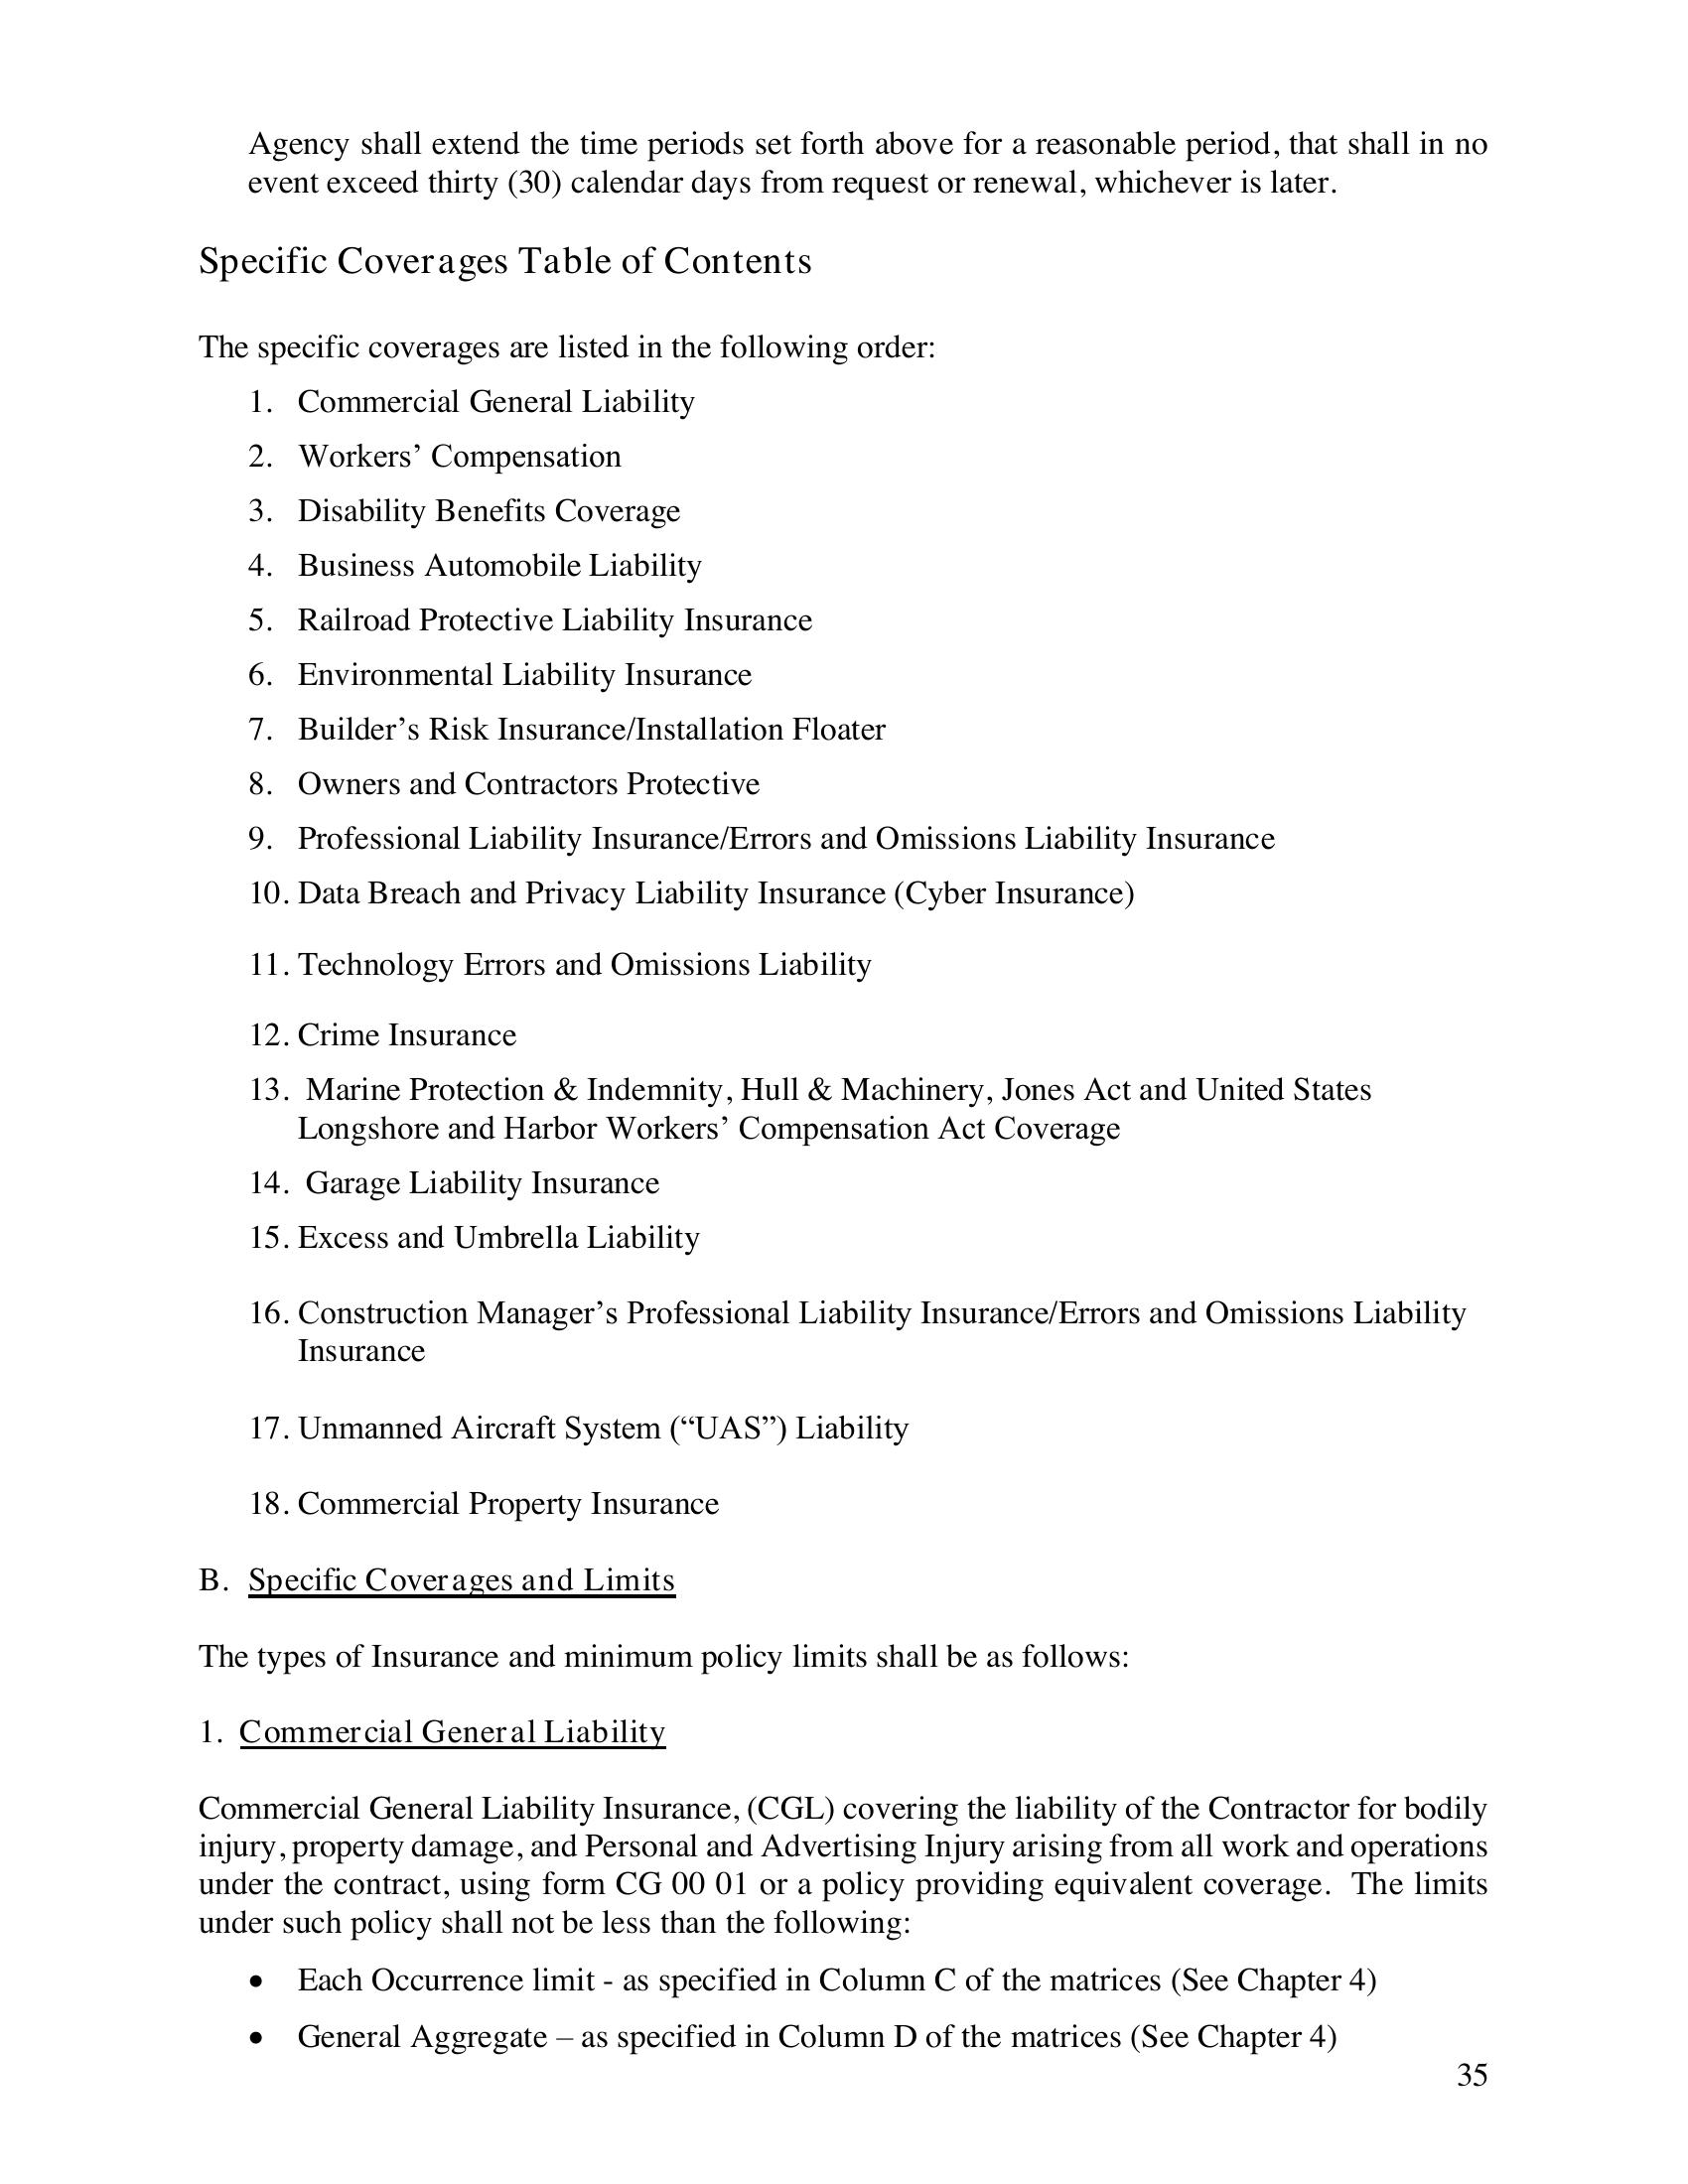 Agency shall extend the time periods set forth above for a reasonable period, that shall in no
event exceed thirty (30) calendar days from request or renewal, whichever is later.
Specific Coverages Table of Contents
The specific coverages are listed in the following order:
1. Commercial General Liability
2. Workers’ Compensation
3. Disability Benefits Coverage
4. Business Automobile Liability
5. Railroad Protective Liability Insurance
6. Environmental Liability Insurance
7. Builder’s Risk Insurance/Installation Floater
8. Owners and Contractors Protective
9. Professional Liability Insurance/Errors and Omissions Liability Insurance
10. Data Breach and Privacy Liability Insurance (Cyber Insurance)
11. Technology Errors and Omissions Liability
12. Crime Insurance
13. Marine Protection & Indemnity, Hull & Machinery, Jones Act and United States
Longshore and Harbor Workers’ Compensation Act Coverage
14. Garage Liability Insurance
15. Excess and Umbrella Liability
16. Construction Manager’s Professional Liability Insurance/Errors and Omissions Liability
Insurance
17. Unmanned Aircraft System (“UAS”) Liability
18. Commercial Property Insurance
B. Specific Coverages and Limits
The types of Insurance and minimum policy limits shall be as follows:
1. Commercial General Liability
Commercial General Liability Insurance, (CGL) covering the liability of the Contractor for bodily
injury, property damage, and Personal and Advertising Injury arising from all work and operations
under the contract, using form CG 00 01 or a policy providing equivalent coverage. The limits
under such policy shall not be less than the following:
• Each Occurrence limit - as specified in Column C of the matrices (See Chapter 4)
• General Aggregate – as specified in Column D of the matrices (See Chapter 4)
35